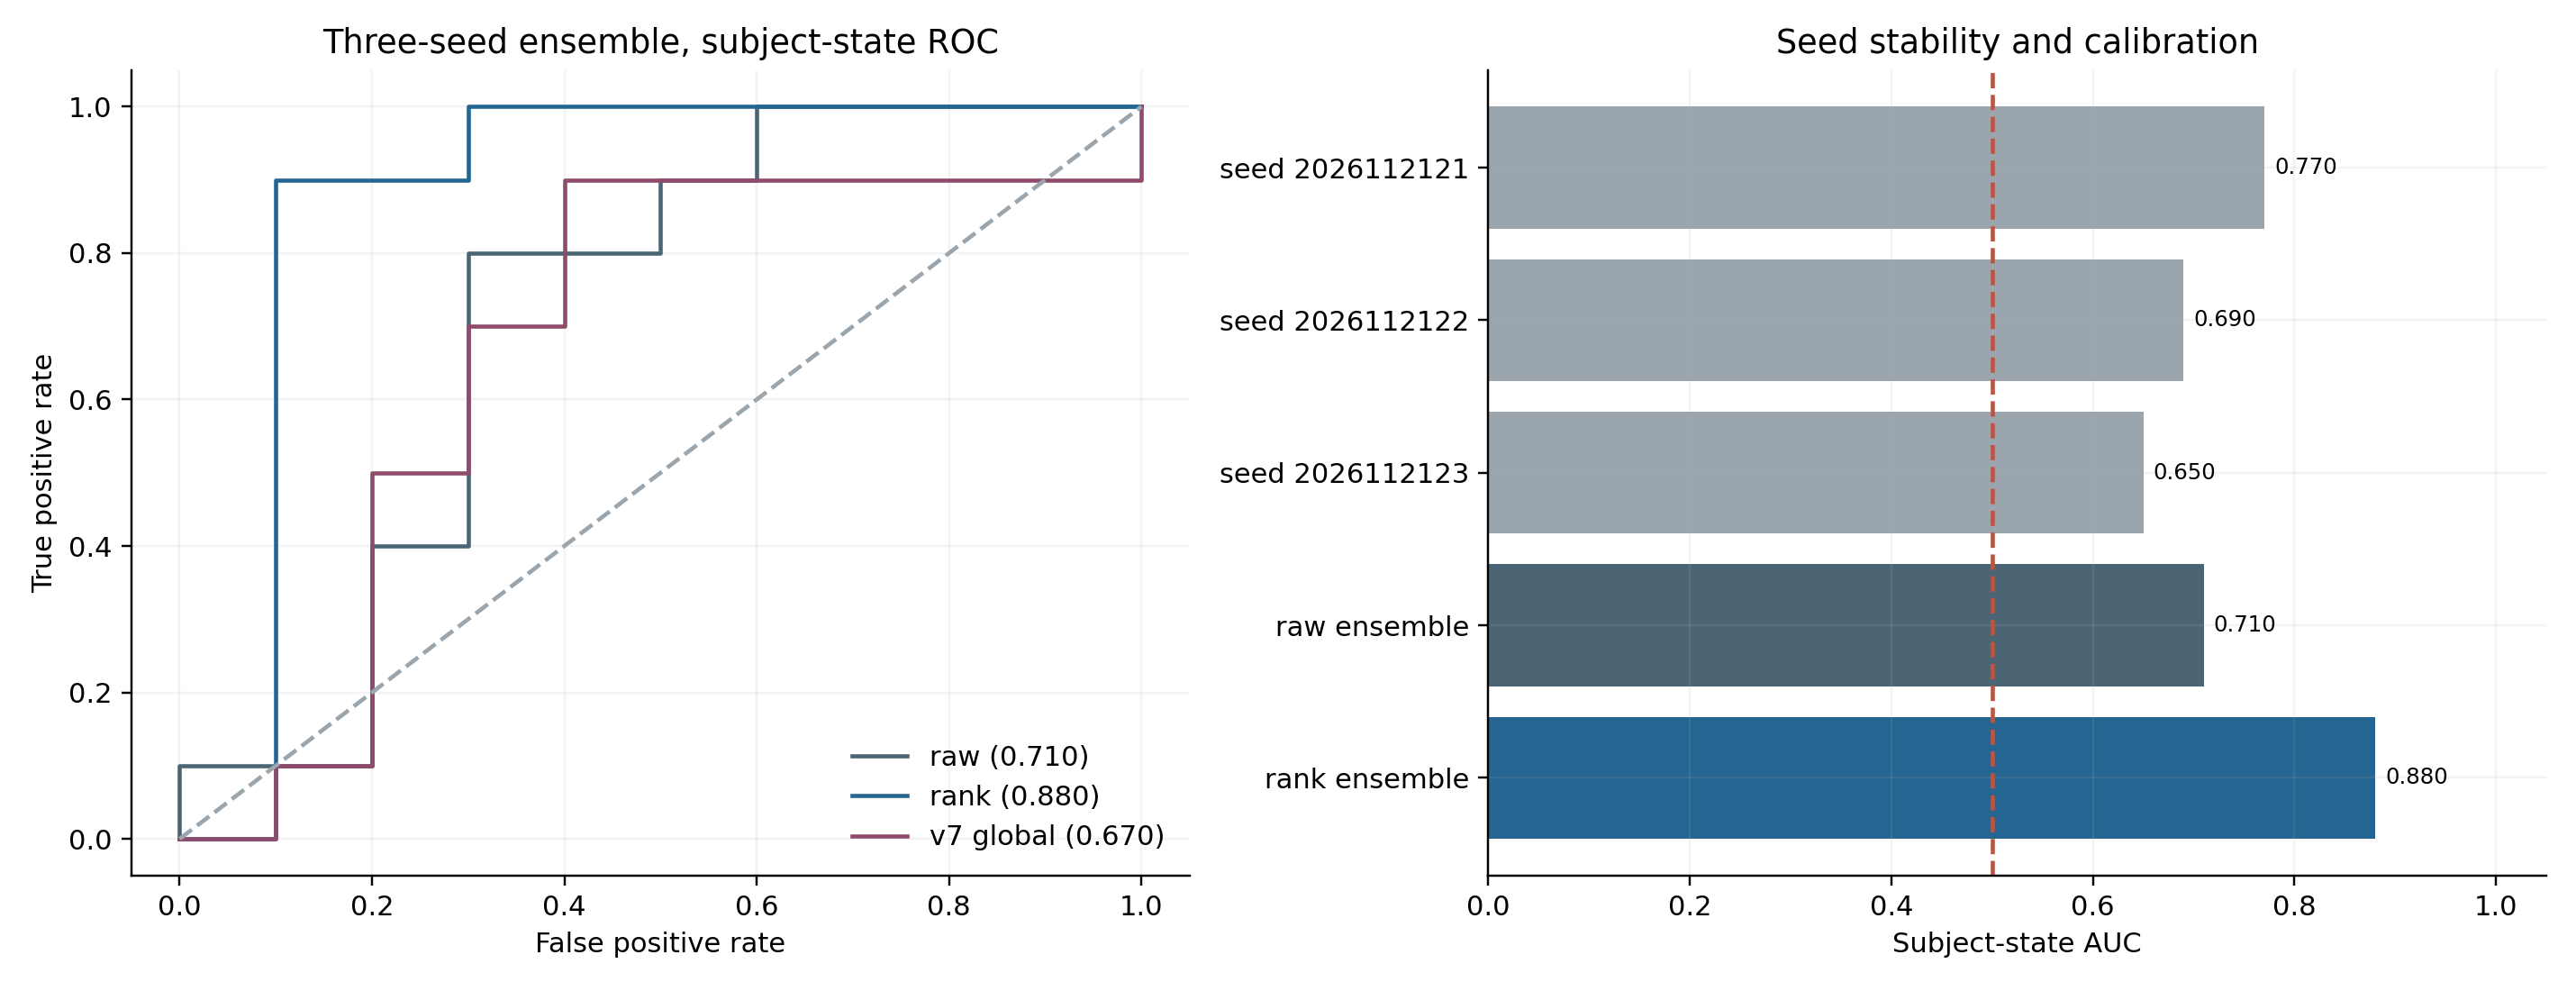 Three-seed ensemble, subject-state ROC
True positive rate
1.0
0.8
0.6
0.4
0.2
0.0
raw (0.710)
rank (0.880)
v7 global (0.670)
0.0 0.2 0.4 0.6 0.8 1.0
False positive rate
Seed stability and calibration
seed 2026112121 0.770
seed 2026112122 0.690
seed 2026112123 0.650
raw ensemble 0.710
rank ensemble 0.880
0.0 0.2 0.4 0.6 0.8 1.0
Subject-state AUC